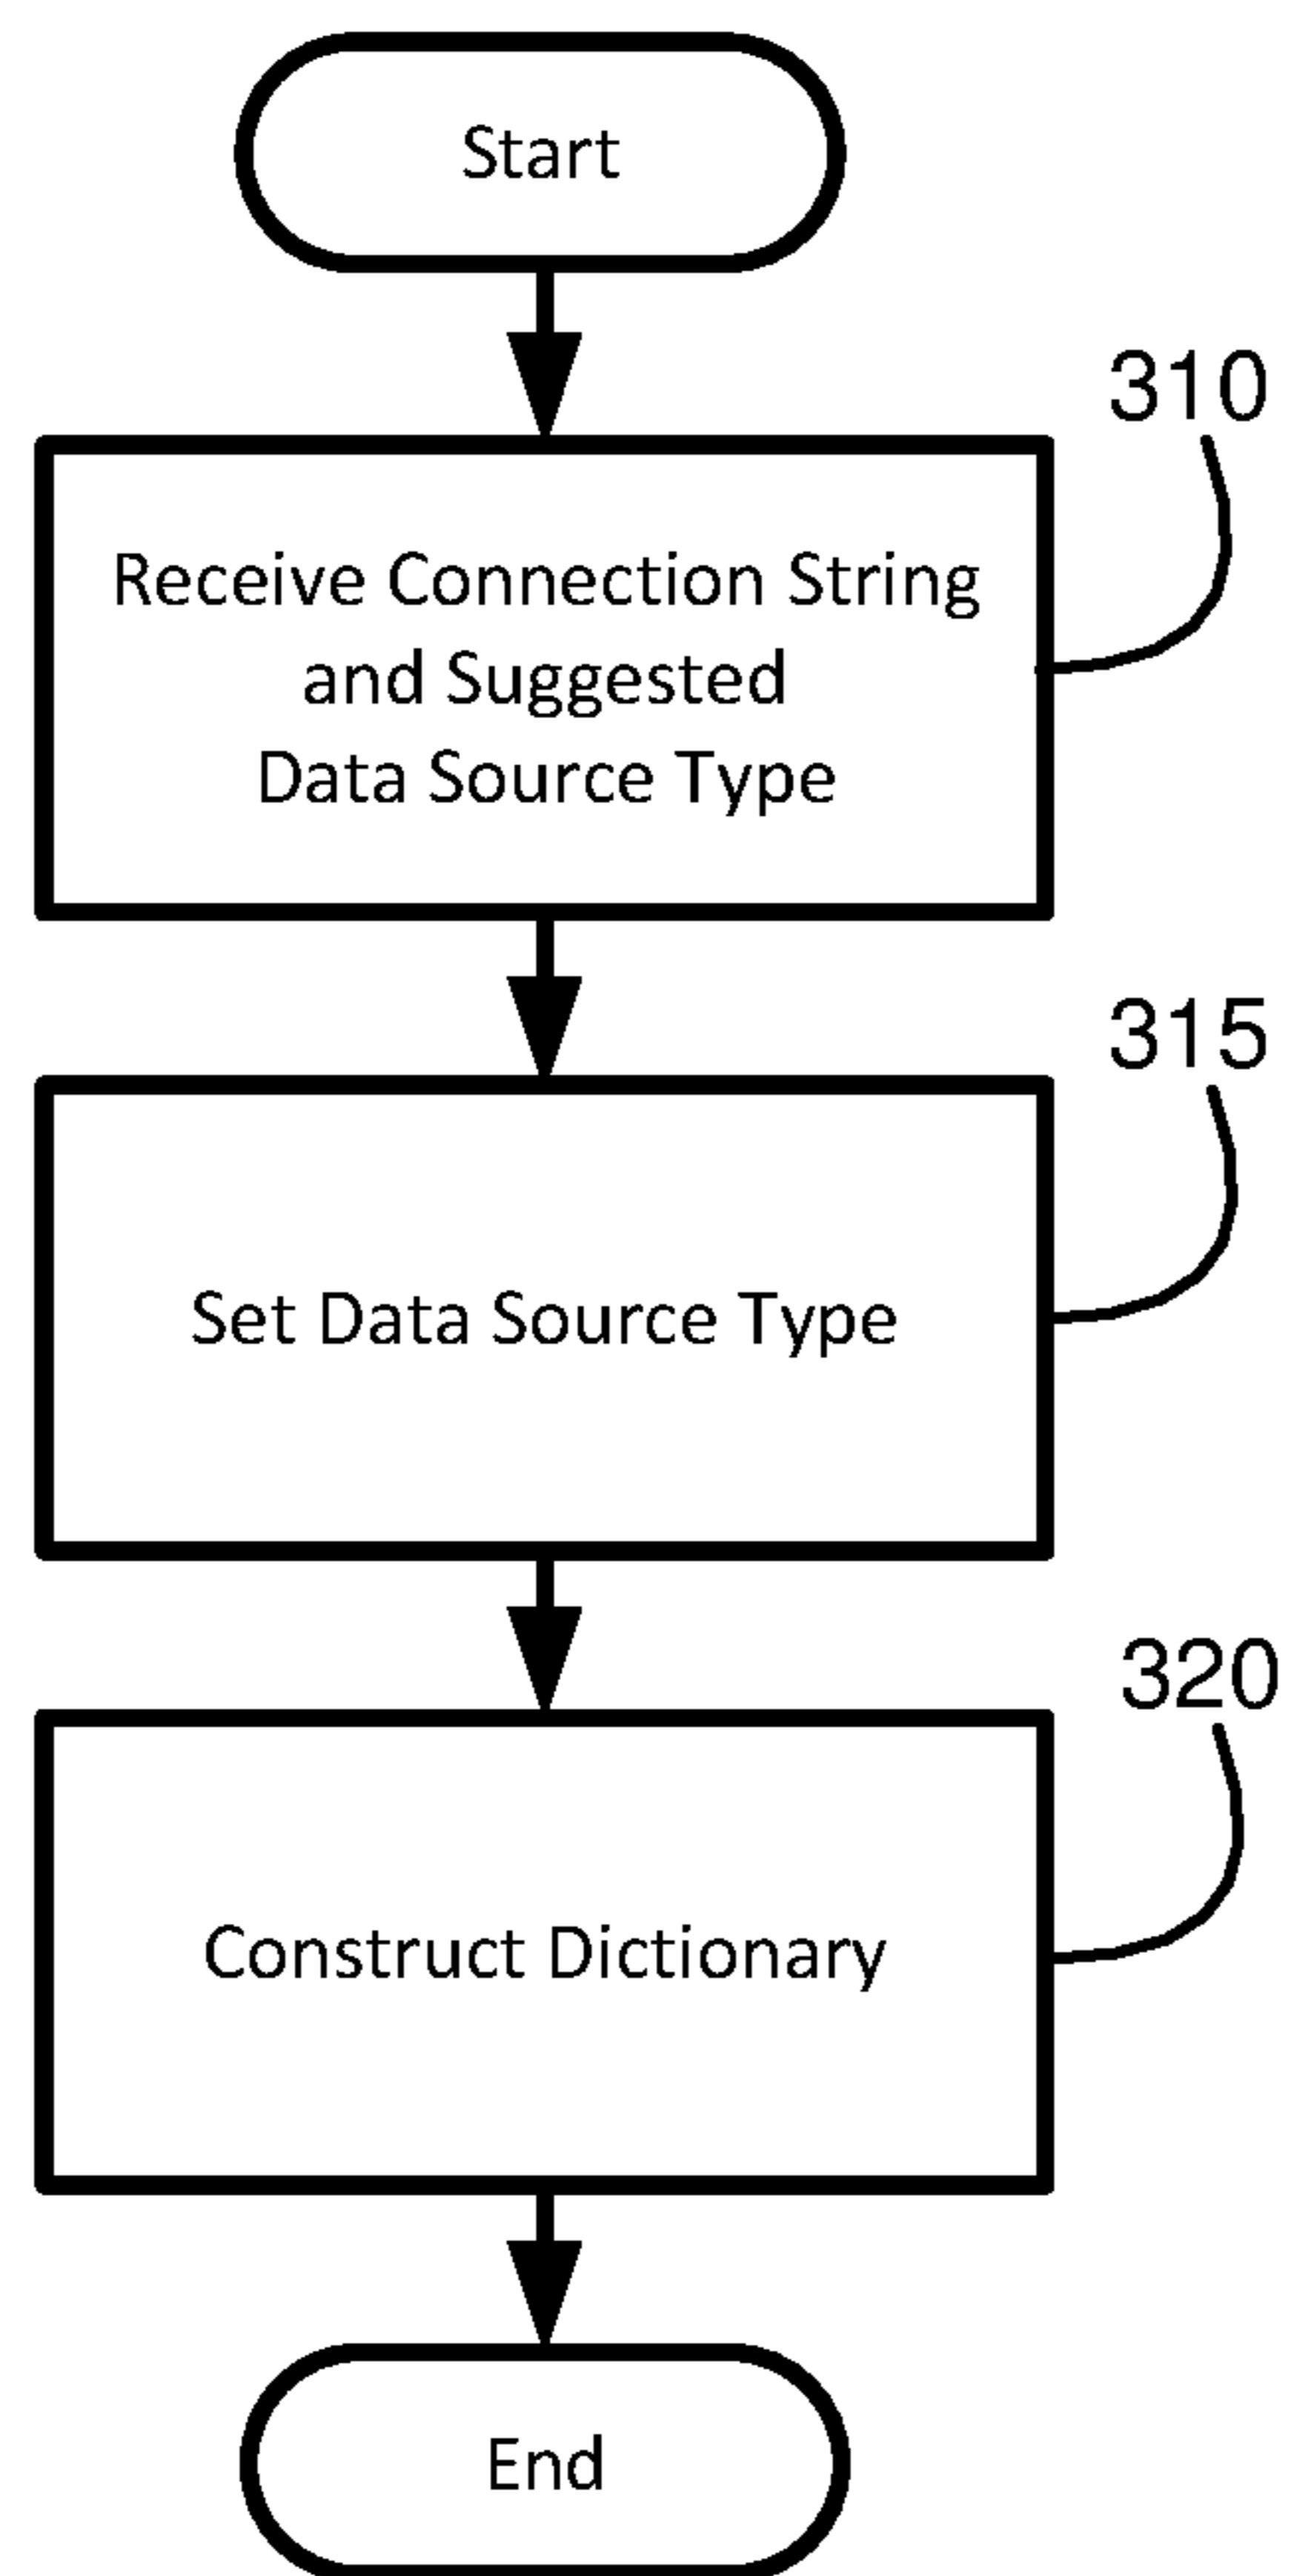 Start
310
Receive Connection String
and Suggested
Data Source Type
315
Set Data Source Type
320
Construct Dictionary
End